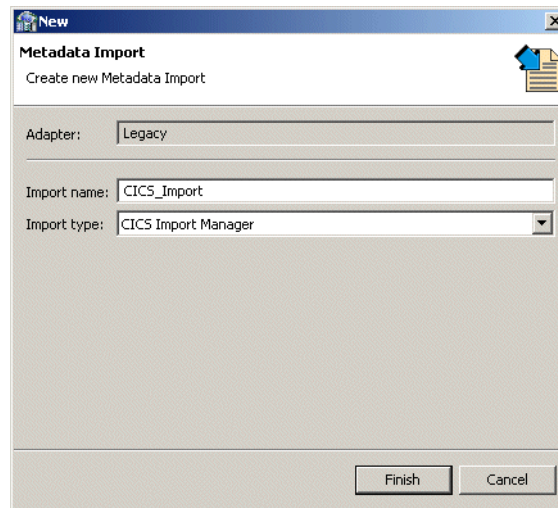 New
Metadata Import
Create new Metadata Import
Adapter: Legacy
Import name: CICS_Import
Import type: CICS Import Manager
Finish Cancel